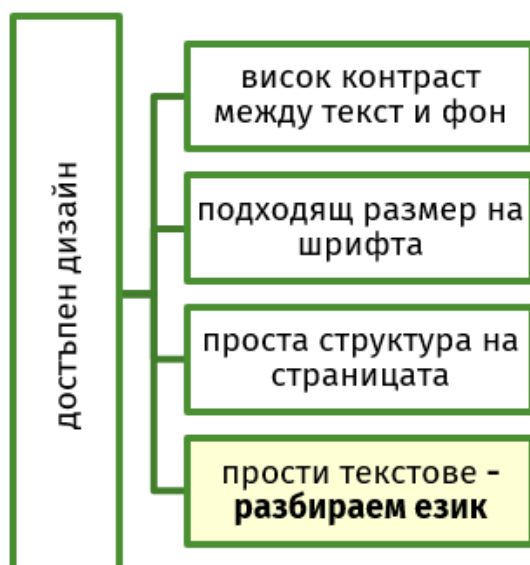 достъпен дизайн
висок контраст
между текст и фон
подходящ размер на
шрифта
проста структура на
страницата
прости текстове -
разбираем език